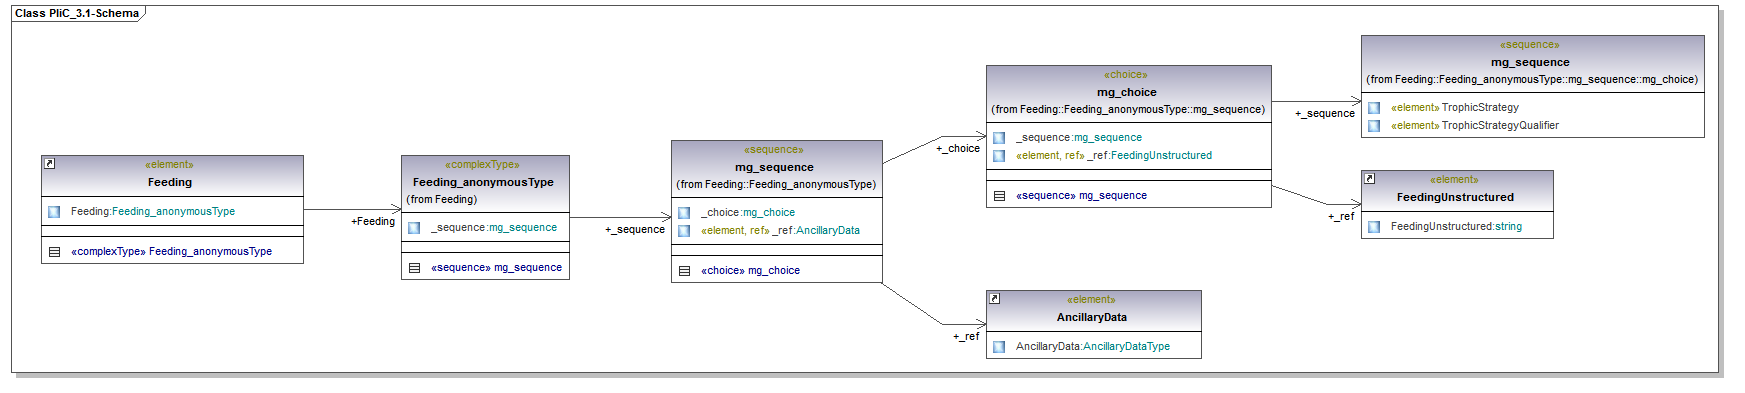 Class PliC_3.1-Schema
«element»
Feeding
Feeding:Feeding_anonymousType
«complexType» Feeding_anonymousType
+Feeding
«complexType»
Feeding_anonymousType
(from Feeding)
_sequence:mg_sequence
«sequence» mg_sequence
+_sequence
«sequence»
mg_sequence
(from Feeding::Feeding_anonymousType)
_choice:mg_choice
«element, ref» _ref:AncillaryData
«choice» mg_choice
+_choice
+_ref
«choice»
mg_choice
(from Feeding::Feeding_anonymousType::mg_sequence)
_sequence:mg_sequence
«element, ref» _ref:FeedingUnstructured
«sequence» mg_sequence
+_sequence
+_ref
«element»
AncillaryData
AncillaryData:AncillaryDataType
«sequence»
mg_sequence
(from Feeding::Feeding_anonymousType::mg_sequence::mg_choice)
«element» TrophicStrategy
«element» TrophicStrategyQualifier
«element»
FeedingUnstructured
FeedingUnstructured:string